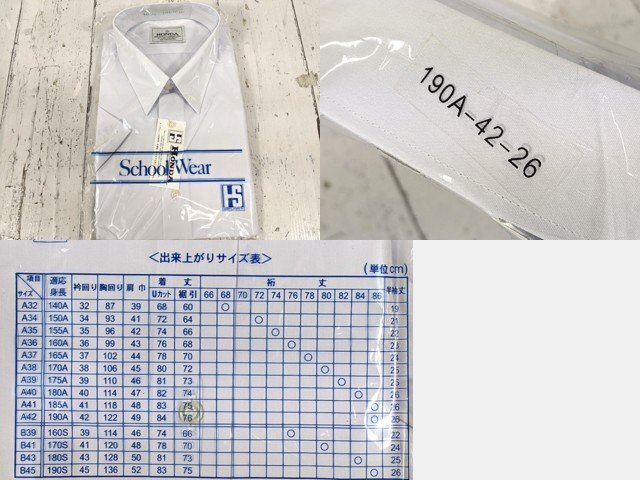 HONDA
School Wear
HS
HONDA
190A-42-26
＜出来上がりサイズ表＞
(単位cm)
項目 サイズ 適応身長 衿回り 胸回り 肩巾 着丈 Uカット 裾引 裄丈 66 68 70 72 74 76 78 80 82 84 86 半袖丈
A32 140A 32 87 39 68 60 ○ 19
A34 150A 34 93 41 72 64 ○ 21
A35 155A 35 96 42 74 66 ○ 22
A36 160A 36 99 43 76 68 ○ 23
A37 165A 37 102 44 78 70 ○ 24
A38 170A 38 106 45 80 72 ○ 25
A39 175A 39 110 46 81 73 ○ 25
A40 180A 40 114 47 82 74 ○ 26
A41 185A 41 118 48 83 75 ○ 26
A42 190A 42 122 49 84 76 ○ 26
B39 160S 39 114 46 74 66 ○ 22
B41 170S 41 120 48 78 70 ○ 24
B43 180S 43 128 50 81 73 ○ 25
B45 190S 45 136 52 83 75 ○ 26